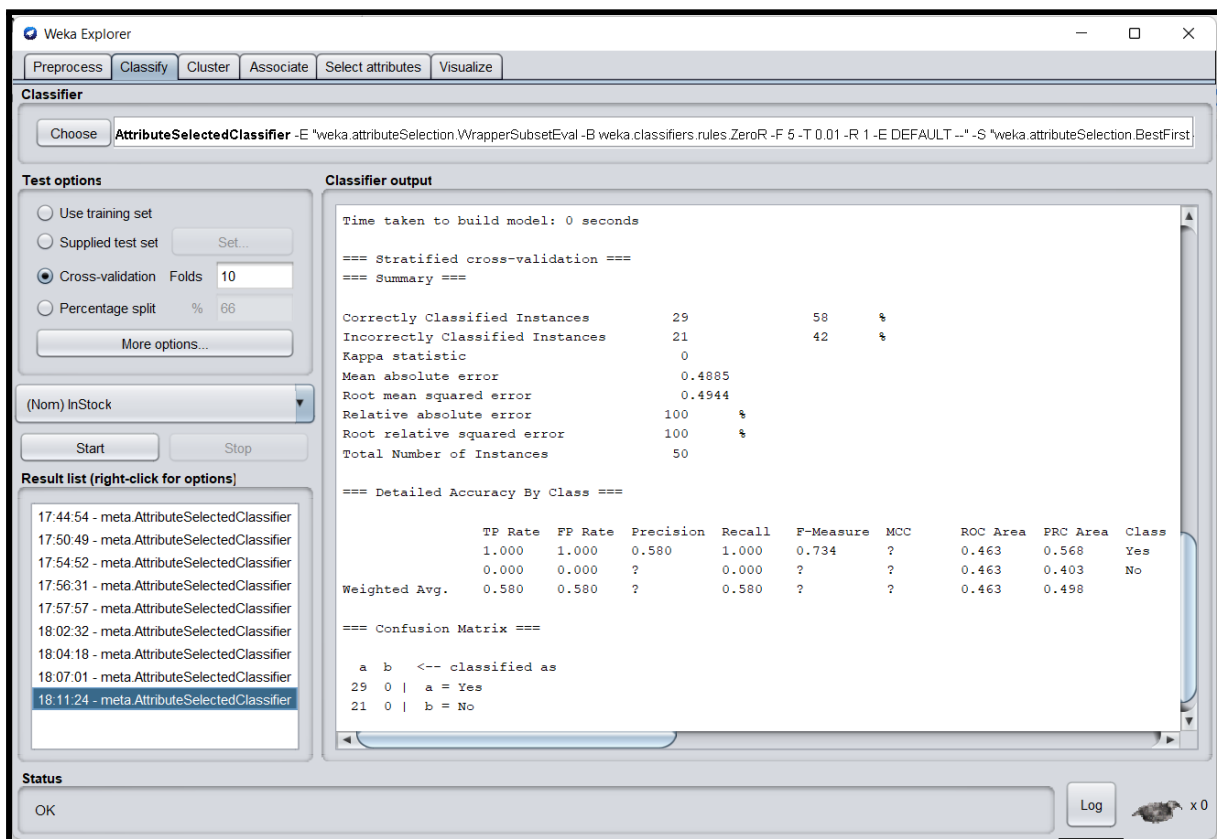 Weka Explorer
Preprocess Classify Cluster Associate Select attributes Visualize
Classifier
Choose AttributeSelectedClassifier -E "weka.attributeSelection.WrapperSubsetEval -B weka.classifiers.rules.ZeroR -F 5 -T 0.01 -R 1 -E DEFAULT --" -S "weka.attributeSelection.BestFirst
Test options
Use training set
Supplied test set Set...
Cross-validation Folds 10
Percentage split % 66
More options...
(Nom) InStock
Start Stop
Result list (right-click for options)
17:44:54 - meta.AttributeSelectedClassifier
17:50:49 - meta.AttributeSelectedClassifier
17:54:52 - meta.AttributeSelectedClassifier
17:56:31 - meta.AttributeSelectedClassifier
17:57:57 - meta.AttributeSelectedClassifier
18:02:32 - meta.AttributeSelectedClassifier
18:04:18 - meta.AttributeSelectedClassifier
18:07:01 - meta.AttributeSelectedClassifier
18:11:24 - meta.AttributeSelectedClassifier
Classifier output
Time taken to build model: 0 seconds
=== Stratified cross-validation ===
=== Summary ===
Correctly Classified Instances 29 58 %
Incorrectly Classified Instances 21 42 %
Kappa statistic 0
Mean absolute error 0.4885
Root mean squared error 0.4944
Relative absolute error 100 %
Root relative squared error 100 %
Total Number of Instances 50
=== Detailed Accuracy By Class ===
TP Rate FP Rate Precision Recall F-Measure MCC ROC Area PRC Area Class
1.000 1.000 0.580 1.000 0.734 ? 0.463 0.568 Yes
0.000 0.000 ? 0.000 ? ? 0.463 0.403 No
Weighted Avg. 0.580 0.580 ? 0.580 ? ? 0.463 0.498
=== Confusion Matrix ===
a b <-- classified as
29 0 | a = Yes
21 0 | b = No
Status
OK
Log x 0